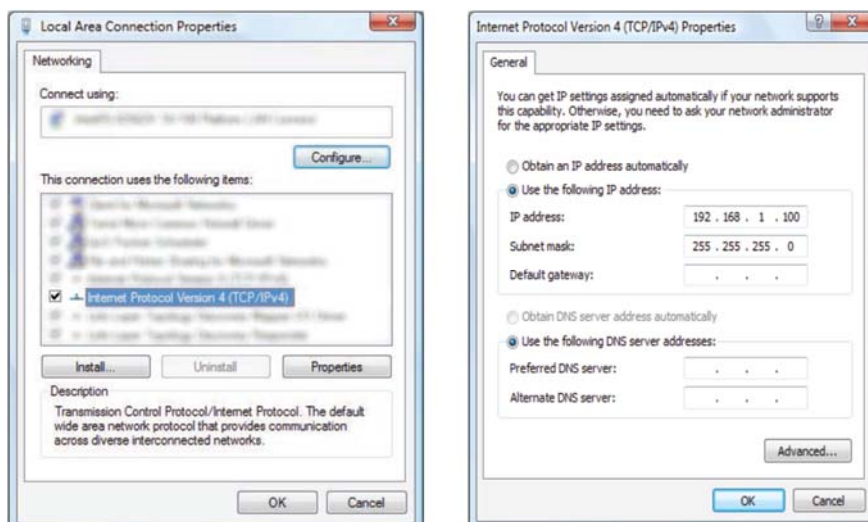 Local Area Connection Properties
Networking
Connect using:
Configure...
This connection uses the following items:
Internet Protocol Version 4 (TCP/IPv4)
Install...
Uninstall
Properties
Description
Transmission Control Protocol/Internet Protocol. The default
wide area network protocol that provides communication
across diverse interconnected networks.
OK
Cancel
Internet Protocol Version 4 (TCP/IPv4) Properties
General
You can get IP settings assigned automatically if your network supports
this capability. Otherwise, you need to ask your network administrator
for the appropriate IP settings.
Obtain an IP address automatically
Use the following IP address:
IP address: 192 . 168 . 1 . 100
Subnet mask: 255 . 255 . 255 . 0
Default gateway: . . .
Obtain DNS server address automatically
Use the following DNS server addresses:
Preferred DNS server: . . .
Alternate DNS server: . . .
Advanced...
OK
Cancel